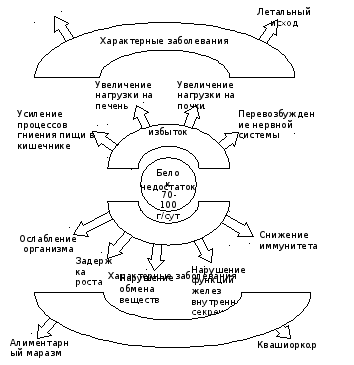 Летальный
исход
Характерные заболевания
Увеличение
нагрузки на
печень
Увеличение
нагрузки на
почки
Усиление
процессов
гниения пищи в
кишечнике
Перевозбужден
ие нервной
системы
избыток
Бело
к
недостаток
70-
100
г/сут
Ослабление
организма
Снижение
иммунитета
Задерж
ка
роста
Характерные заболевания
Нарушение
обмена
веществ
Нарушение
функций
желез
внутренн
секре
Алиментарн
ый маразм
Квашиоркор